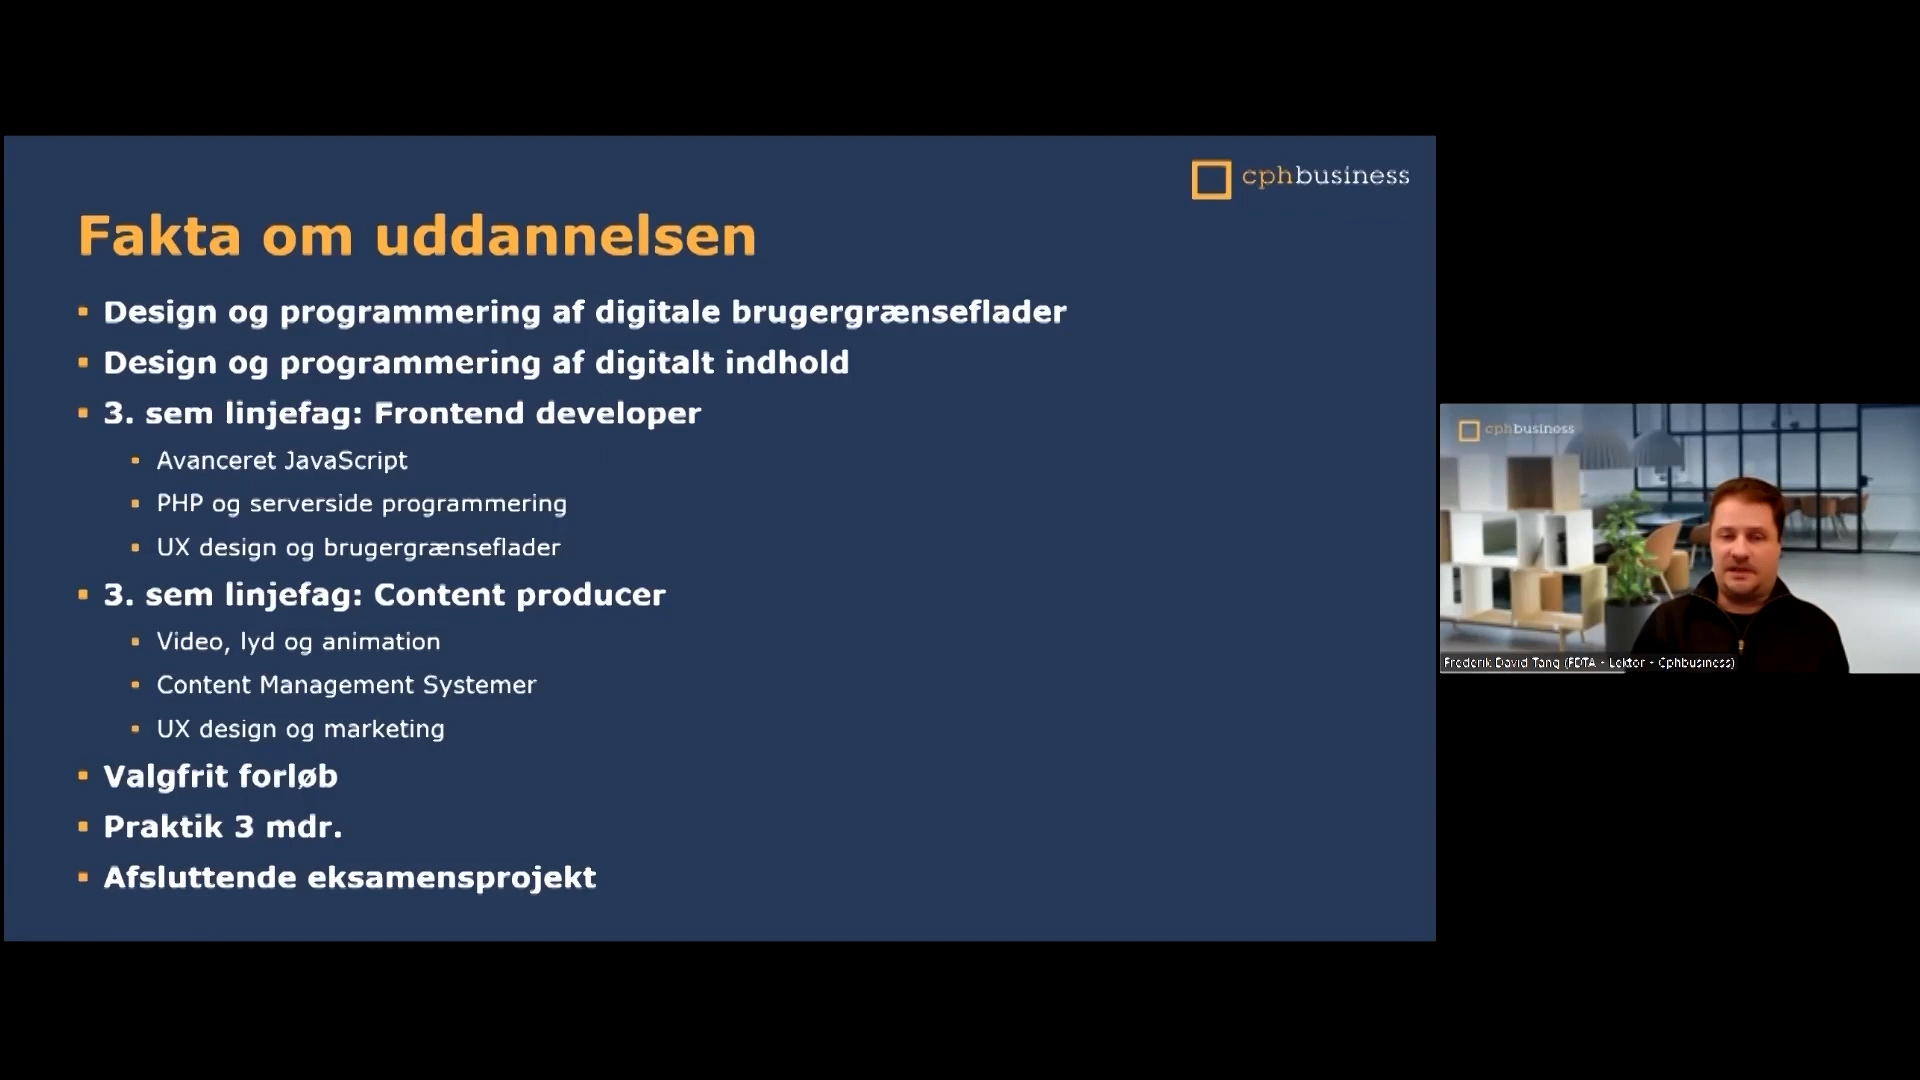 cphbusiness
Fakta om uddannelsen
Design og programmering af digitale brugergrænseflader
Design og programmering af digitalt indhold
3. sem linjefag: Frontend developer
Avanceret JavaScript
PHP og serverside programmering
UX design og brugergrænseflader
3. sem linjefag: Content producer
Video, lyd og animation
Content Management Systemer
UX design og marketing
Valgfrit forløb
Praktik 3 mdr.
Afsluttende eksamensprojekt
cphbusiness
Frederik David Tang (FDTA - Lektor - Cphbusiness)